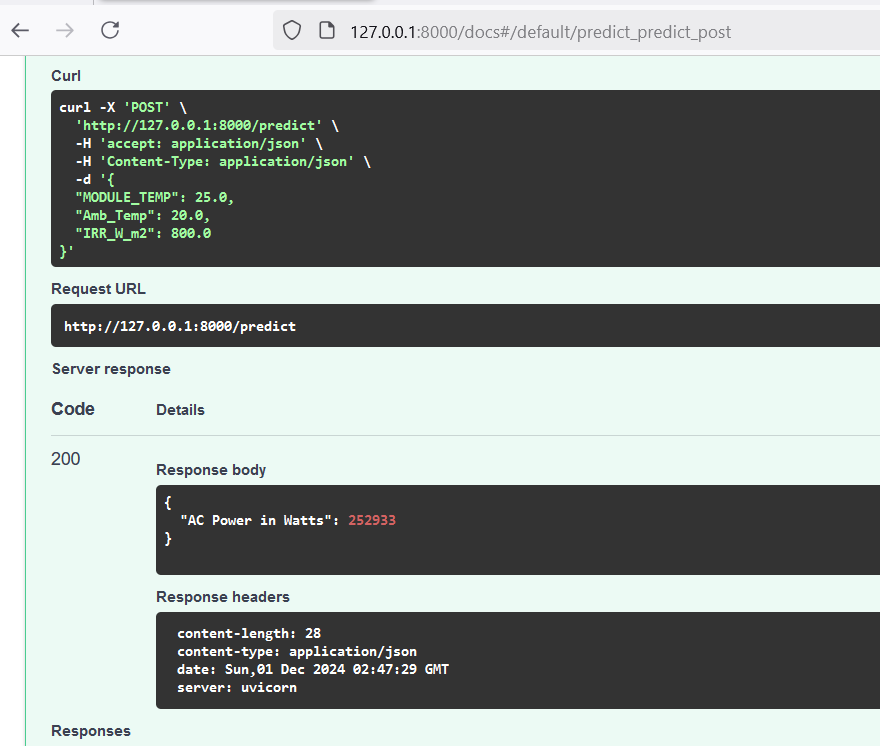 127.0.0.1:8000/docs#/default/predict_predict_post
Curl
curl -X 'POST' \
  'http://127.0.0.1:8000/predict' \
  -H 'accept: application/json' \
  -H 'Content-Type: application/json' \
  -d '{
  "MODULE_TEMP": 25.0,
  "Amb_Temp": 20.0,
  "IRR_W_m2": 800.0
}'
Request URL
http://127.0.0.1:8000/predict
Server response
Code Details
200
Response body
{
  "AC Power in Watts": 252933
}
Response headers
content-length: 28
content-type: application/json
date: Sun,01 Dec 2024 02:47:29 GMT
server: uvicorn
Responses